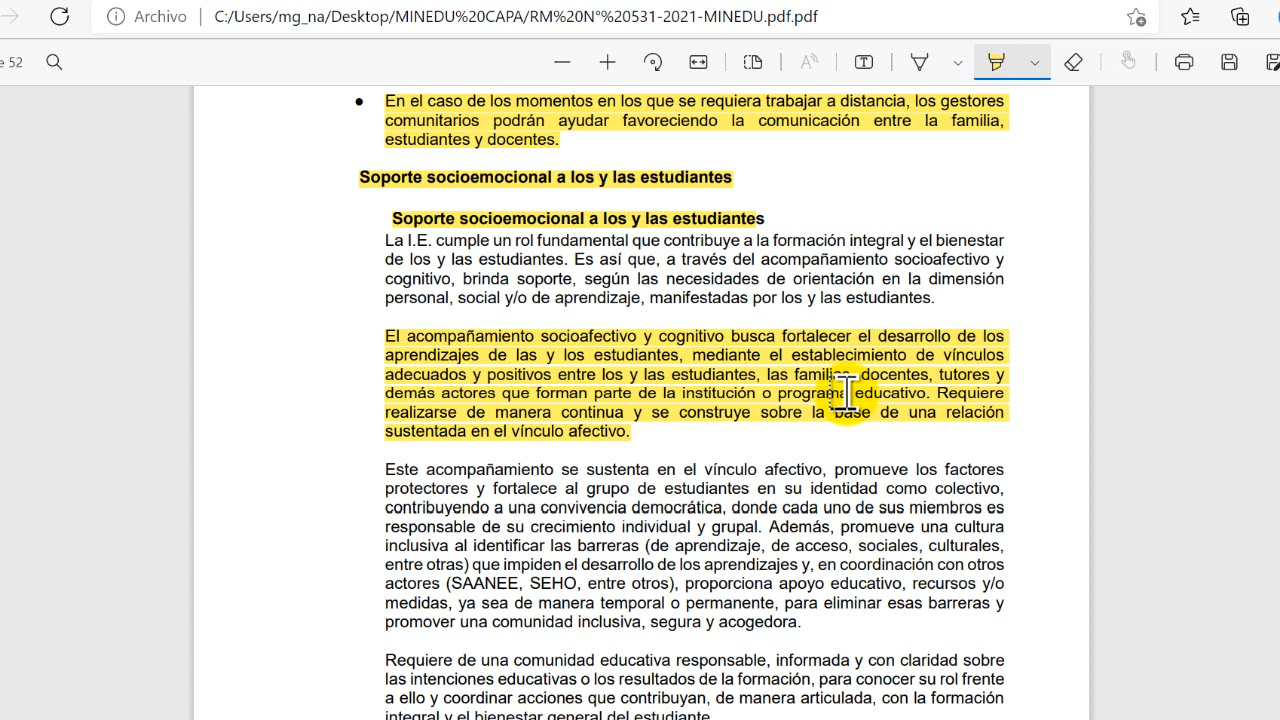 Archivo C:/Users/mg_na/Desktop/MINEDU%20CAPA/RM%20N°%20531-2021-MINEDU.pdf.pdf
52
● En el caso de los momentos en los que se requiera trabajar a distancia, los gestores
comunitarios podrán ayudar favoreciendo la comunicación entre la familia,
estudiantes y docentes.
Soporte socioemocional a los y las estudiantes
Soporte socioemocional a los y las estudiantes
La I.E. cumple un rol fundamental que contribuye a la formación integral y el bienestar
de los y las estudiantes. Es así que, a través del acompañamiento socioafectivo y
cognitivo, brinda soporte, según las necesidades de orientación en la dimensión
personal, social y/o de aprendizaje, manifestadas por los y las estudiantes.
El acompañamiento socioafectivo y cognitivo busca fortalecer el desarrollo de los
aprendizajes de las y los estudiantes, mediante el establecimiento de vínculos
adecuados y positivos entre los y las estudiantes, las familias, docentes, tutores y
demás actores que forman parte de la institución o programa educativo. Requiere
realizarse de manera continua y se construye sobre la base de una relación
sustentada en el vínculo afectivo.
Este acompañamiento se sustenta en el vínculo afectivo, promueve los factores
protectores y fortalece al grupo de estudiantes en su identidad como colectivo,
contribuyendo a una convivencia democrática, donde cada uno de sus miembros es
responsable de su crecimiento individual y grupal. Además, promueve una cultura
inclusiva al identificar las barreras (de aprendizaje, de acceso, sociales, culturales,
entre otras) que impiden el desarrollo de los aprendizajes y, en coordinación con otros
actores (SAANEE, SEHO, entre otros), proporciona apoyo educativo, recursos y/o
medidas, ya sea de manera temporal o permanente, para eliminar esas barreras y
promover una comunidad inclusiva, segura y acogedora.
Requiere de una comunidad educativa responsable, informada y con claridad sobre
las intenciones educativas o los resultados de la formación, para conocer su rol frente
a ello y coordinar acciones que contribuyan, de manera articulada, con la formación
integral y el bienestar general del estudiante.